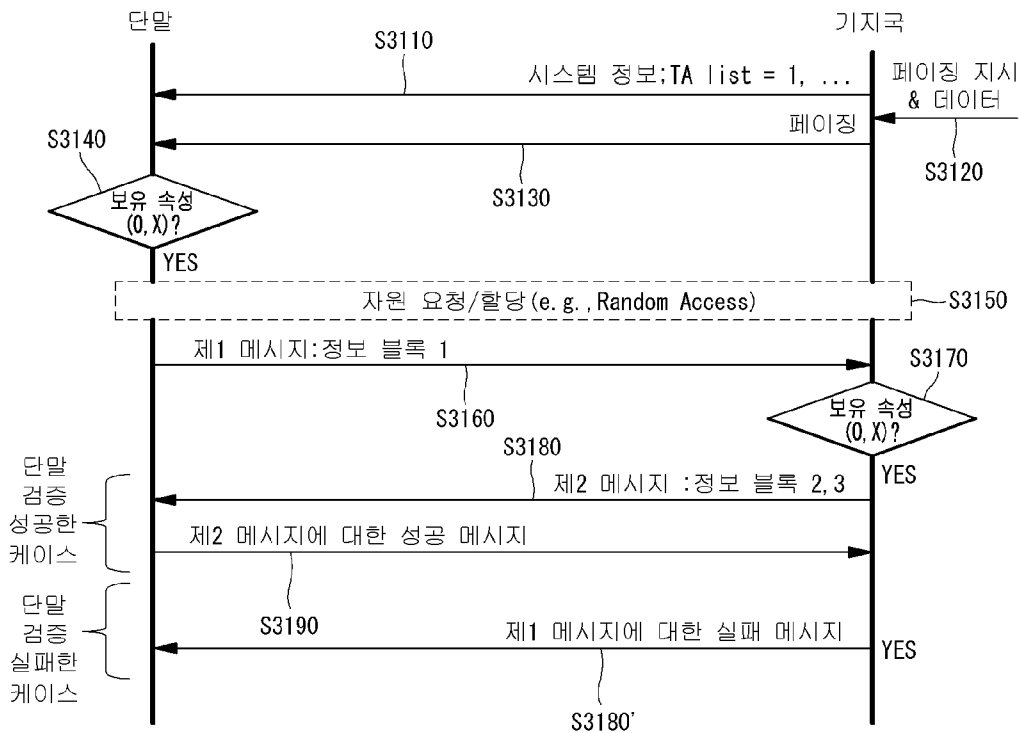 단말
기지국
S3110
시스템 정보;TA list = 1, ...
페이징 지시
& 데이터
S3120
페이징
S3130
S3140
보유 속성
(O,X)?
YES
자원 요청/할당(e.g.,Random Access)
S3150
제1 메시지:정보 블록 1
S3160
S3170
보유 속성
(O,X)?
YES
S3180
제2 메시지 :정보 블록 2,3
단말
검증
성공한
케이스
제2 메시지에 대한 성공 메시지
S3190
단말
검증
실패한
케이스
제1 메시지에 대한 실패 메시지
YES
S3180'